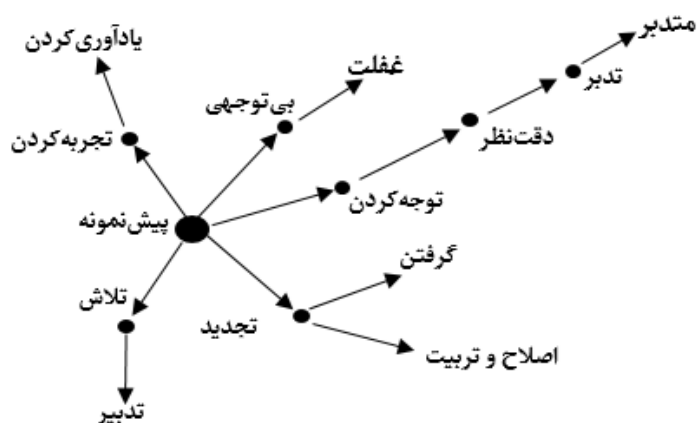 متدبر
یادآوری‌کردن
غفلت
تدبر
بی‌توجهی
تجربه‌کردن
دقت‌نظر
توجه‌کردن
پیش‌نمونه
گرفتن
تلاش
تجدید
اصلاح و تربیت
تدبیر